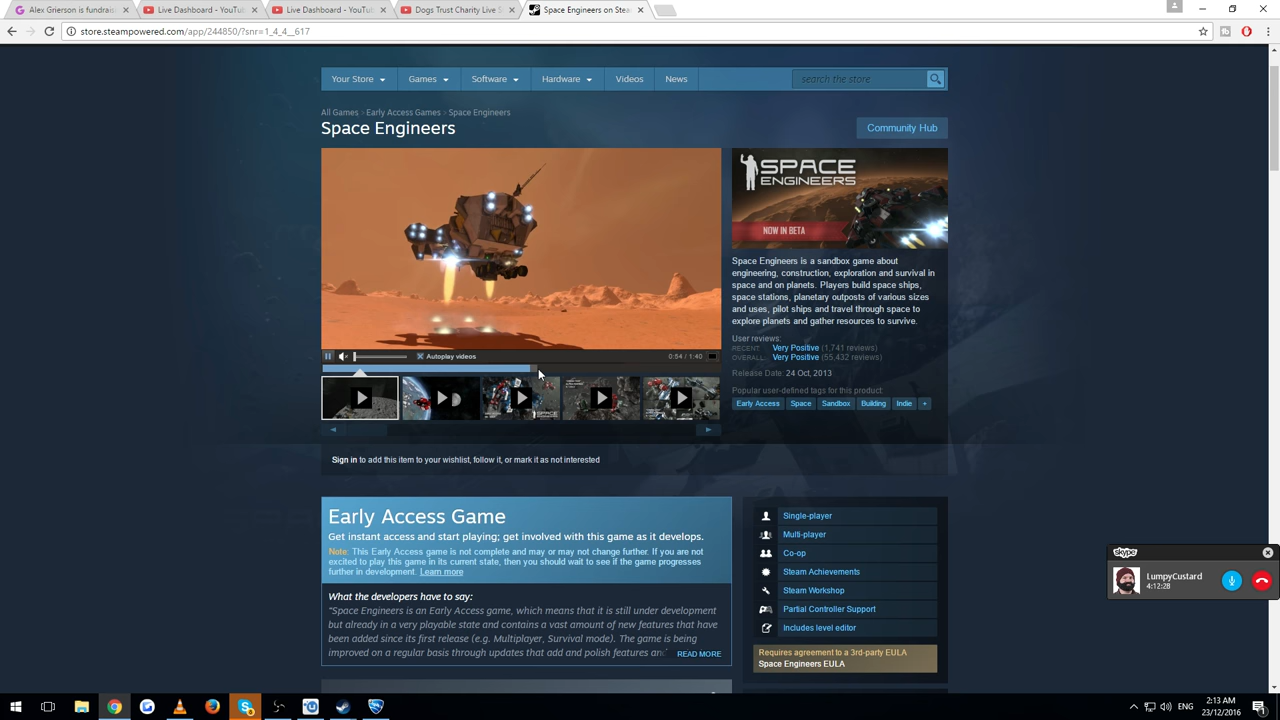 Alex Grierson is fundrais
Live Dashboard - YouTub
Live Dashboard - YouTub
Dogs Trust Charity Live S
Space Engineers on Stea
store.steampowered.com/app/244850/?snr=1_4_4__617
Your Store
Games
Software
Hardware
Videos
News
search the store
All Games > Early Access Games > Space Engineers
Space Engineers
Community Hub
SPACE
ENGINEERS
NOW IN BETA
Space Engineers is a sandbox game about
engineering, construction, exploration and survival in
space and on planets. Players build space ships,
space stations, planetary outposts of various sizes
and uses, pilot ships and travel through space to
explore planets and gather resources to survive.
User reviews:
RECENT: Very Positive (1,741 reviews)
OVERALL: Very Positive (55,432 reviews)
Release Date: 24 Oct, 2013
Popular user-defined tags for this product:
Early Access Space Sandbox Building Indie +
Autoplay videos
0:54 / 1:40
Sign in to add this item to your wishlist, follow it, or mark it as not interested
Early Access Game
Get instant access and start playing; get involved with this game as it develops.
Note: This Early Access game is not complete and may or may not change further. If you are not
excited to play this game in its current state, then you should wait to see if the game progresses
further in development. Learn more
What the developers have to say:
"Space Engineers is an Early Access game, which means that it is still under development
but already in a very playable state and contains a vast amount of new features that have
been added since its first release (e.g. Multiplayer, Survival mode). The game is being
improved on a regular basis through updates that add and polish features an
READ MORE
Single-player
Multi-player
Co-op
Steam Achievements
Steam Workshop
Partial Controller Support
Includes level editor
Requires agreement to a 3rd-party EULA
Space Engineers EULA
skype
LumpyCustard
4:12:28
ENG
2:13 AM
23/12/2016